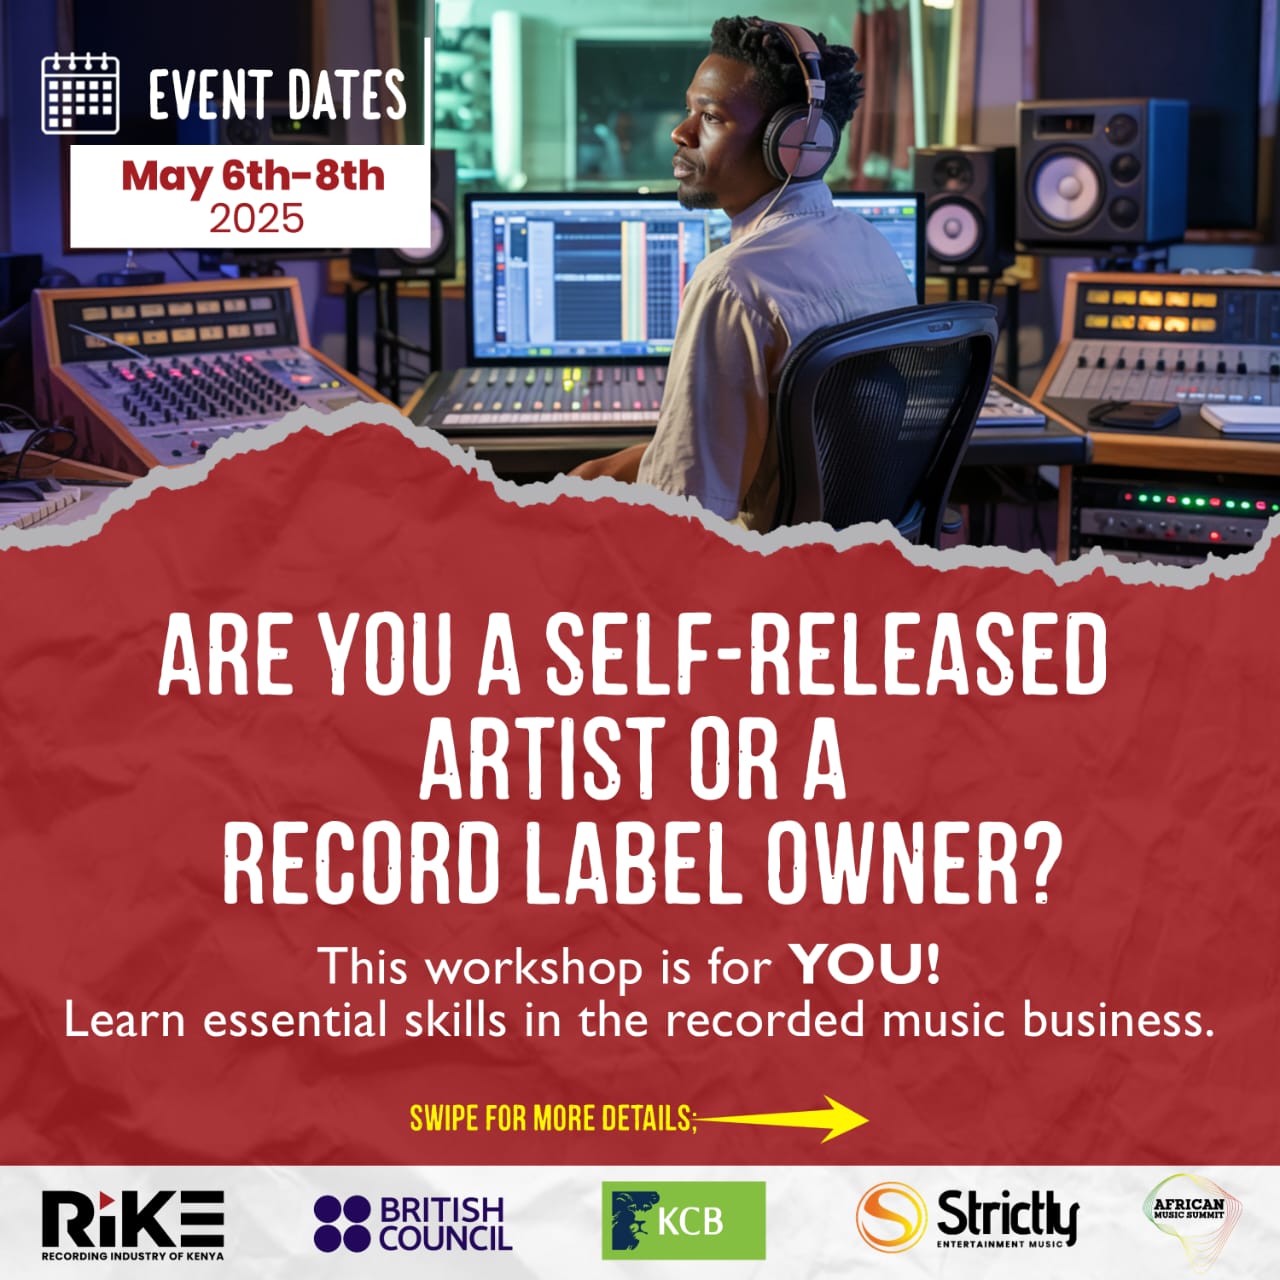 EVENT DATES
May 6th-8th
2025
ARE YOU A SELF-RELEASED
ARTIST OR A
RECORD LABEL OWNER?
This workshop is for YOU!
Learn essential skills in the recorded music business.
SWIPE FOR MORE DETAILS;
RiKE
RECORDING INDUSTRY OF KENYA
BRITISH
COUNCIL
KCB
Strictly
ENTERTAINMENT MUSIC
AFRICAN
MUSIC SUMMIT